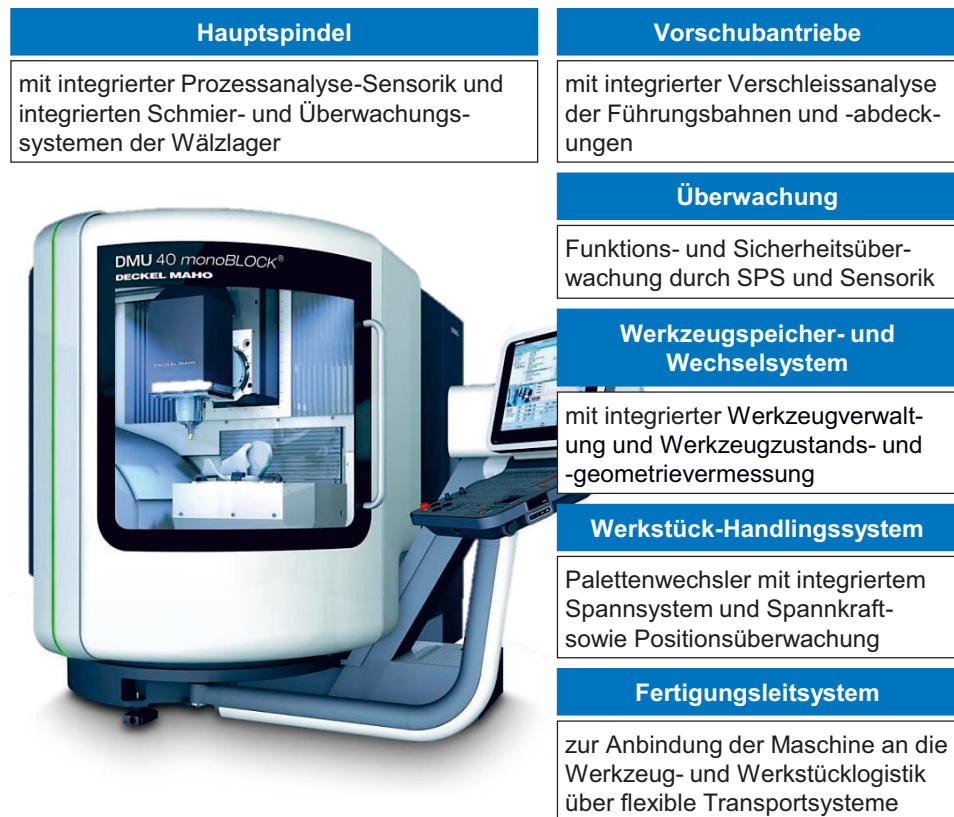 Hauptspindel
mit integrierter Prozessanalyse-Sensorik und
integrierten Schmier- und Überwachungs-
systemen der Wälzlager
Vorschubantriebe
mit integrierter Verschleissanalyse
der Führungsbahnen und -abdeck-
ungen
Überwachung
Funktions- und Sicherheitsüber-
wachung durch SPS und Sensorik
Werkzeugspeicher- und
Wechselsystem
mit integrierter Werkzeugverwalt-
ung und Werkzeugzustands- und
-geometrievermessung
Werkstück-Handlingssystem
Palettenwechsler mit integriertem
Spannsystem und Spannkraft-
sowie Positionsüberwachung
Fertigungsleitsystem
zur Anbindung der Maschine an die
Werkzeug- und Werkstücklogistik
über flexible Transportsysteme
DMU 40 monoBLOCK®
DECKEL MAHO
DECKEL MAHO